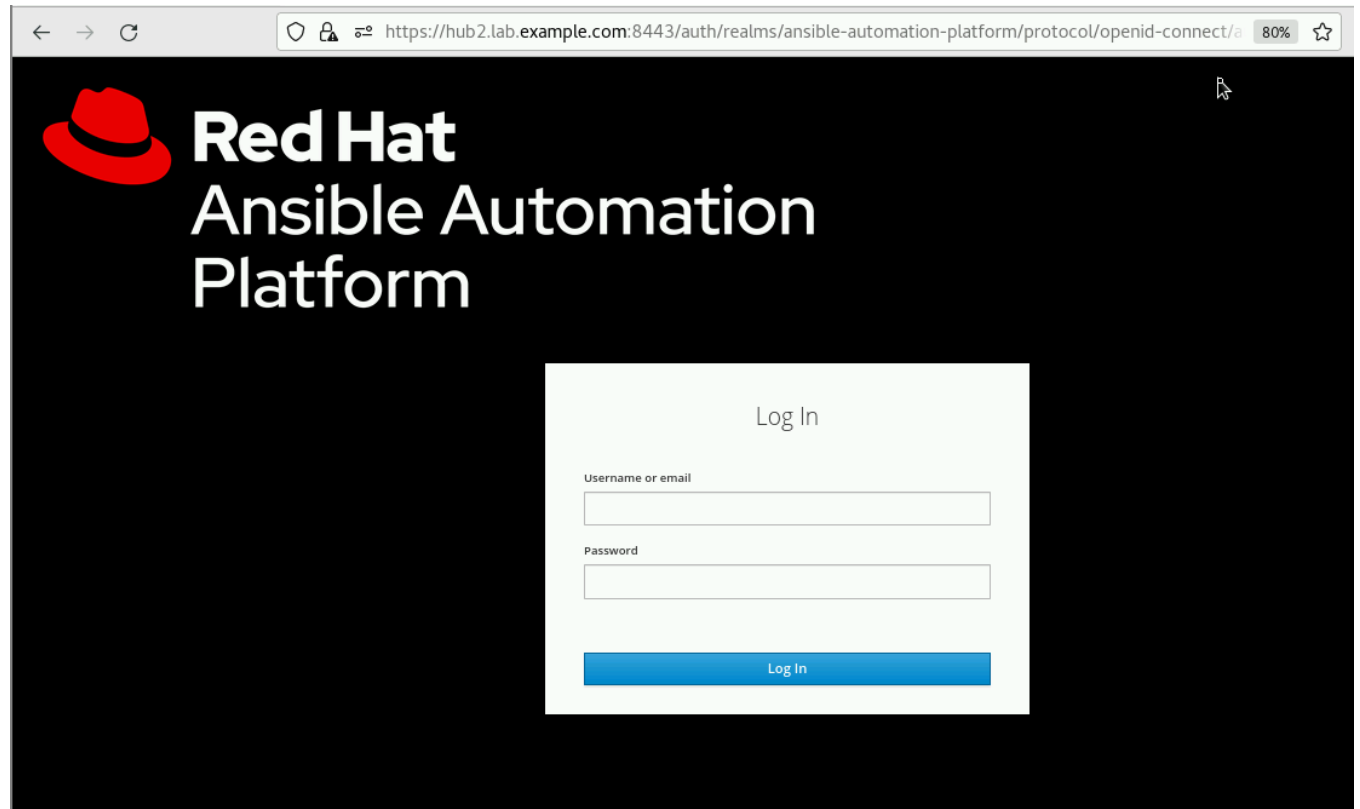 https://hub2.lab.example.com:8443/auth/realms/ansible-automation-platform/protocol/openid-connect/a
80%
Red Hat
Ansible Automation
Platform
Log In
Username or email
Password
Log In